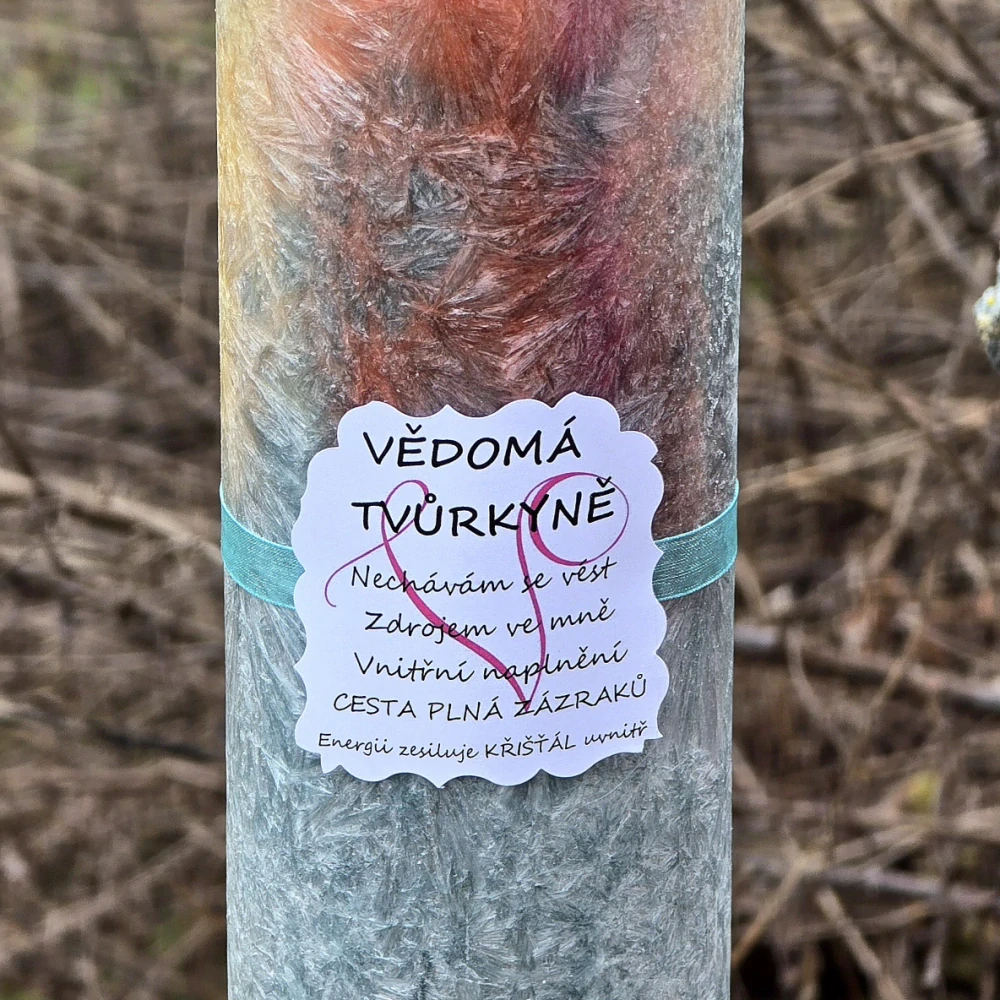 VĚDOMÁ
TVŮRKYNĚ
Nechávám se vést
Zdrojem ve mně
Vnitřní naplnění
CESTA PLNÁ ZÁZRAKŮ
Energii zesiluje KŘIŠŤÁL uvnitř